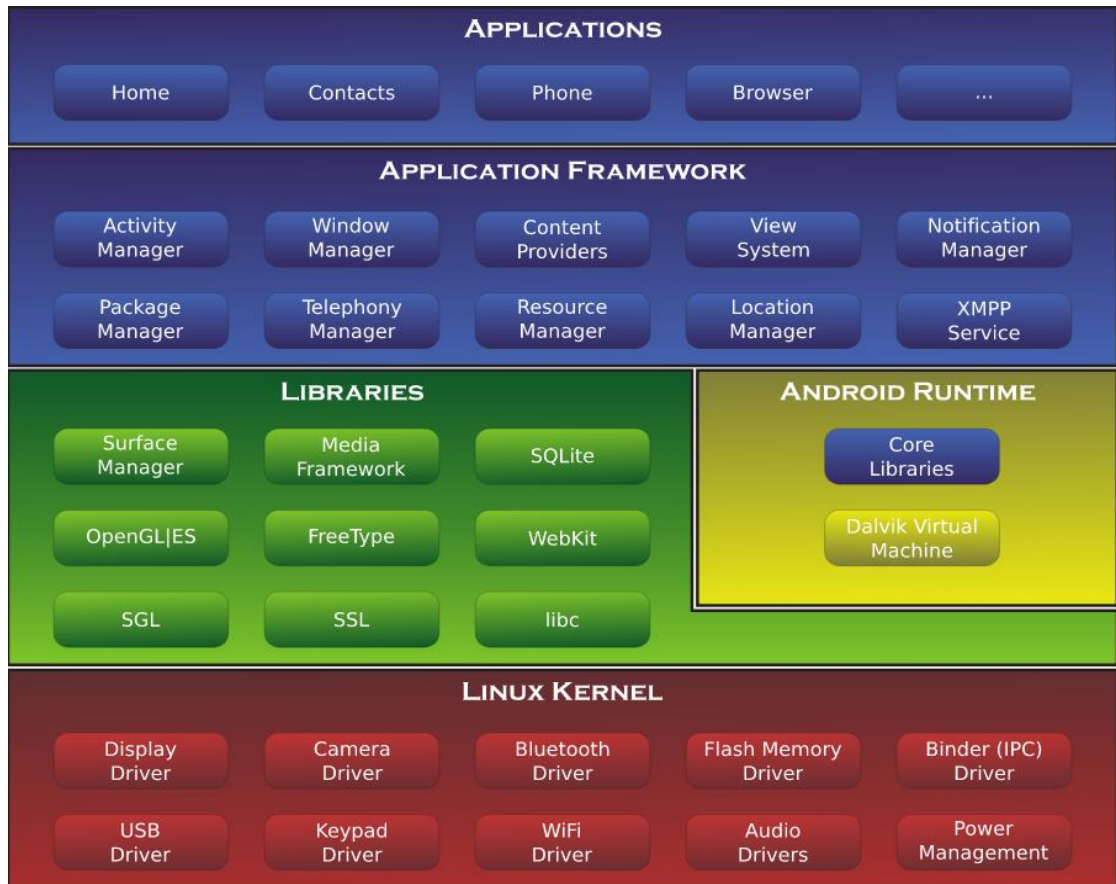 APPLICATIONS
Home
Contacts
Phone
Browser
...
APPLICATION FRAMEWORK
Activity
Manager
Window
Manager
Content
Providers
View
System
Notification
Manager
Package
Manager
Telephony
Manager
Resource
Manager
Location
Manager
XMPP
Service
LIBRARIES
Surface
Manager
Media
Framework
SQLite
OpenGL|ES
FreeType
WebKit
SGL
SSL
libc
ANDROID RUNTIME
Core
Libraries
Dalvik Virtual
Machine
LINUX KERNEL
Display
Driver
Camera
Driver
Bluetooth
Driver
Flash Memory
Driver
Binder (IPC)
Driver
USB
Driver
Keypad
Driver
WiFi
Driver
Audio
Drivers
Power
Management